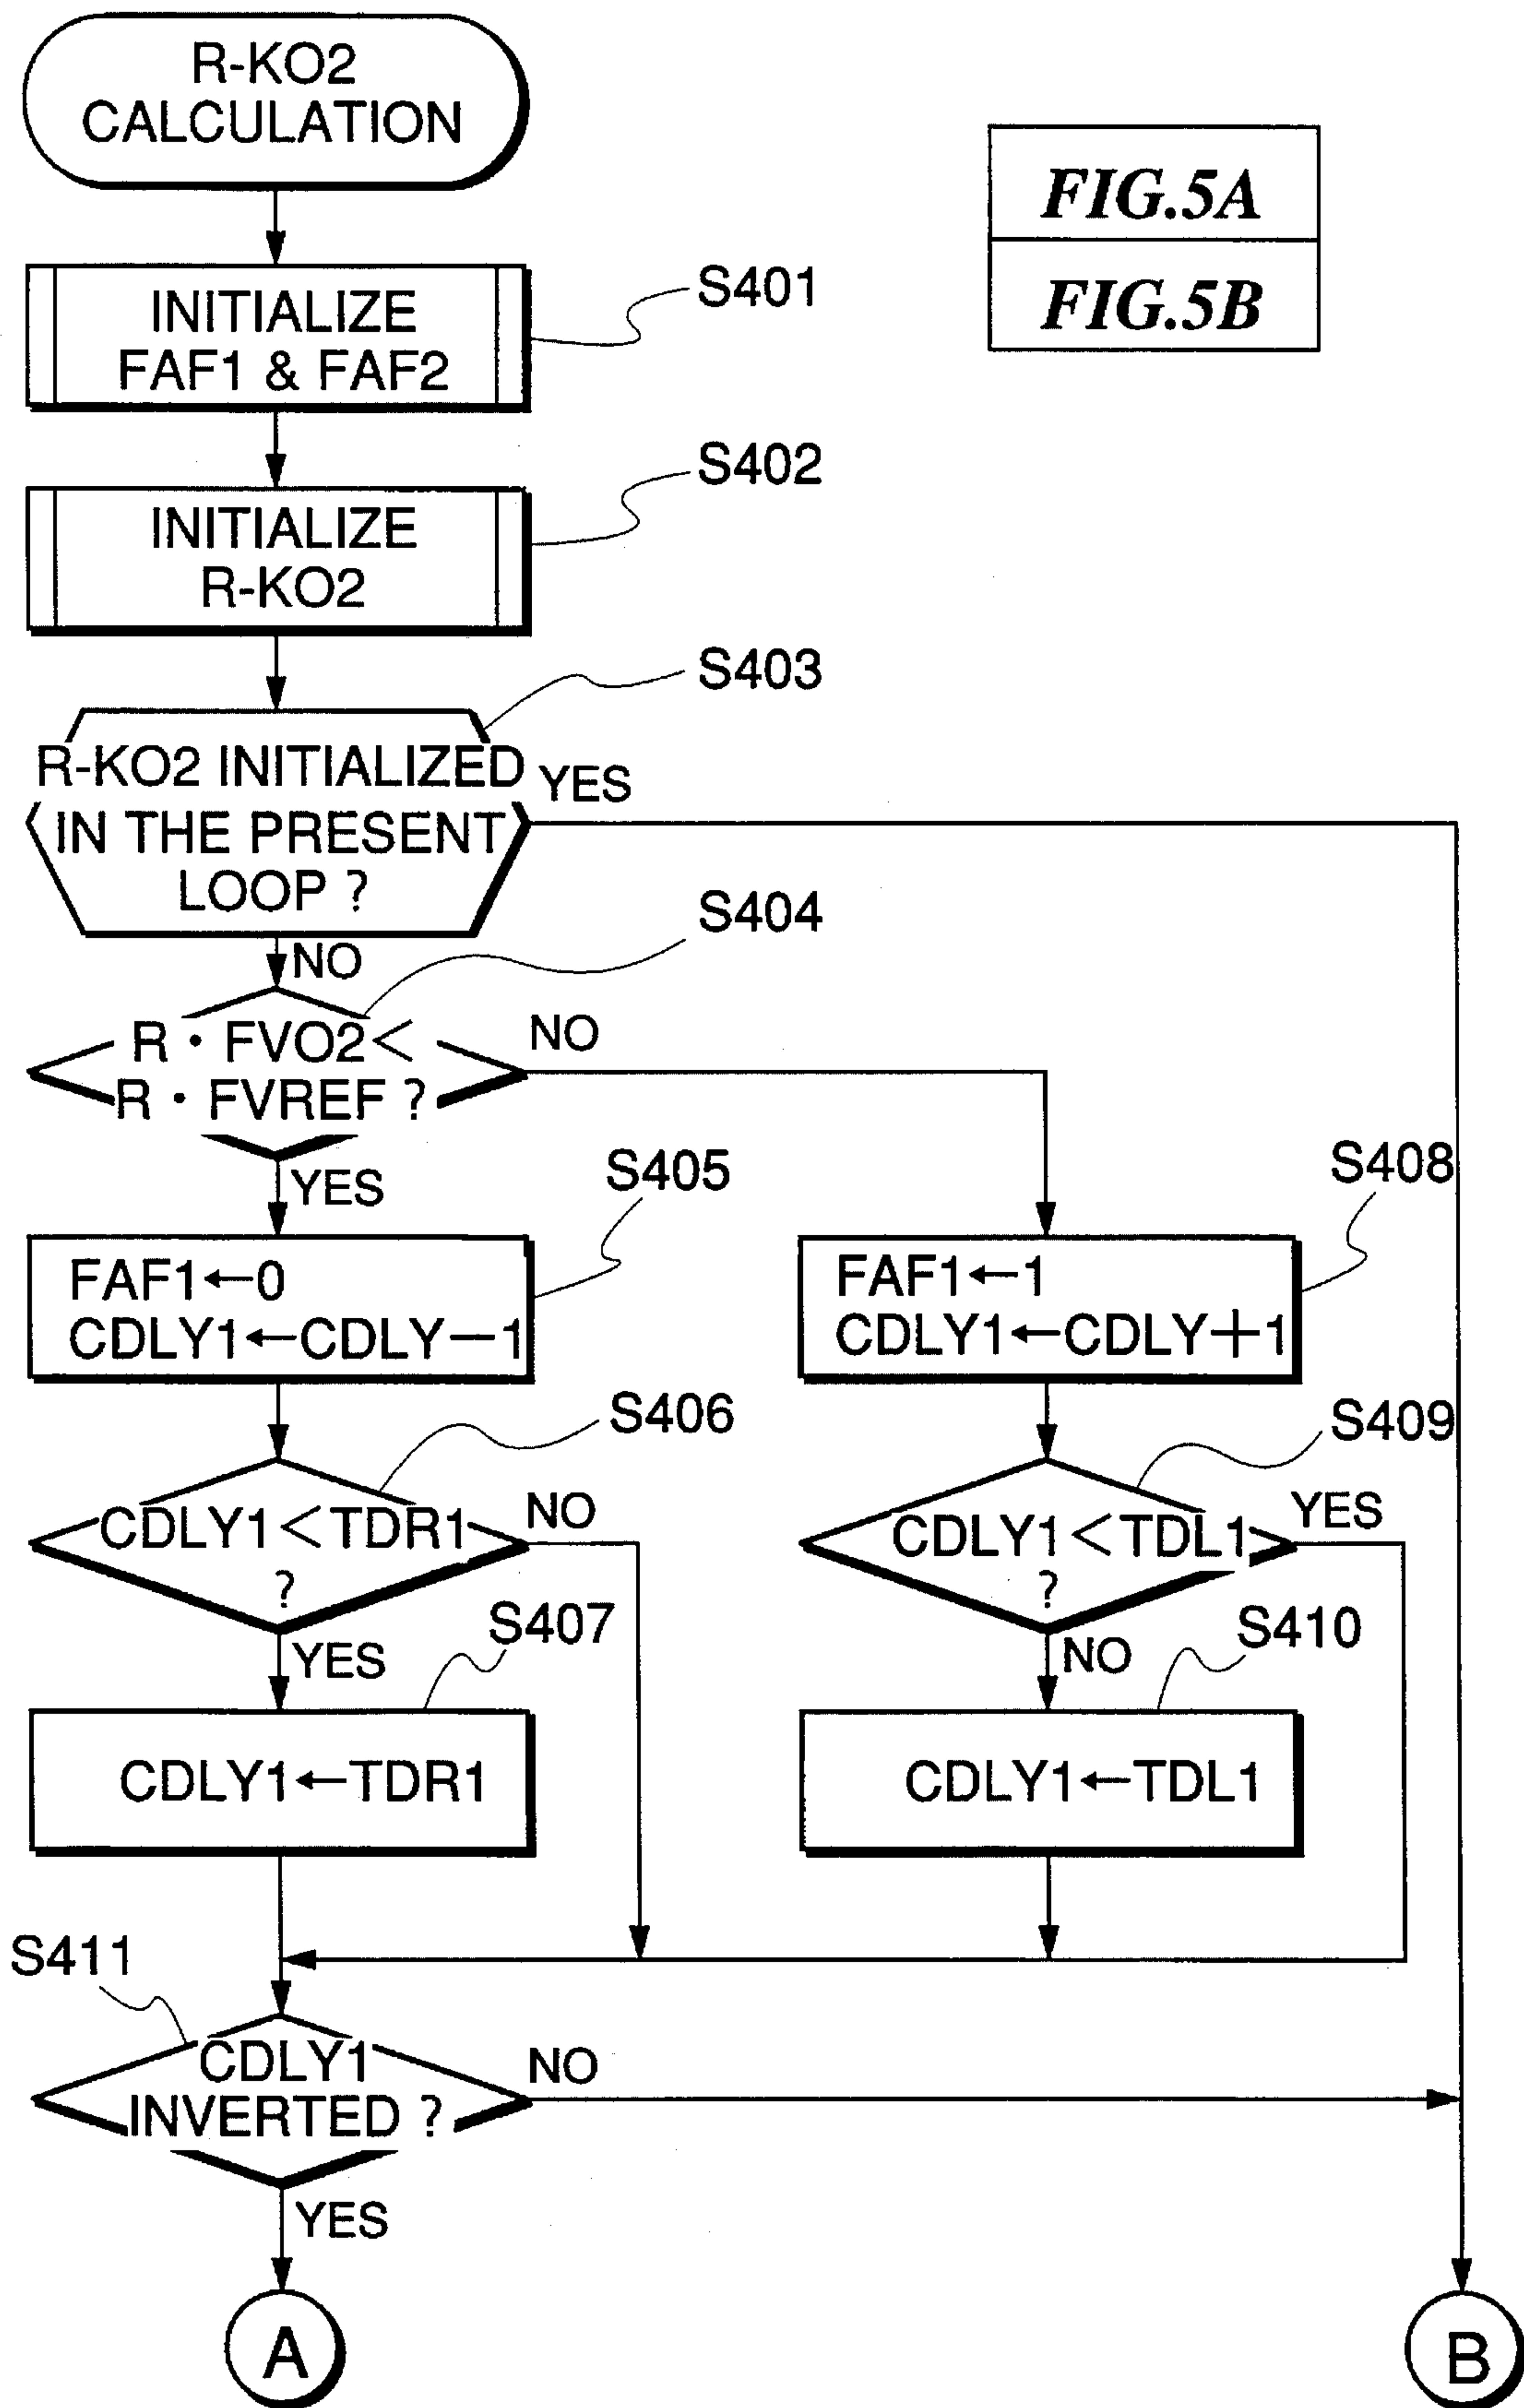 R-KO2
CALCULATION
FIG.5A
FIG.5B
INITIALIZE
FAF1 & FAF2
S401
INITIALIZE
R-KO2
S402
S403
R-KO2 INITIALIZED
IN THE PRESENT
LOOP ?
YES
NO
S404
R・FVO2<
R・FVREF ?
NO
YES
S405
FAF1←0
CDLY1←CDLY−1
S408
FAF1←1
CDLY1←CDLY+1
S406
CDLY1<TDR1
?
NO
YES
S409
CDLY1<TDL1
?
YES
NO
S407
CDLY1←TDR1
S410
CDLY1←TDL1
S411
CDLY1
INVERTED ?
NO
YES
A
B